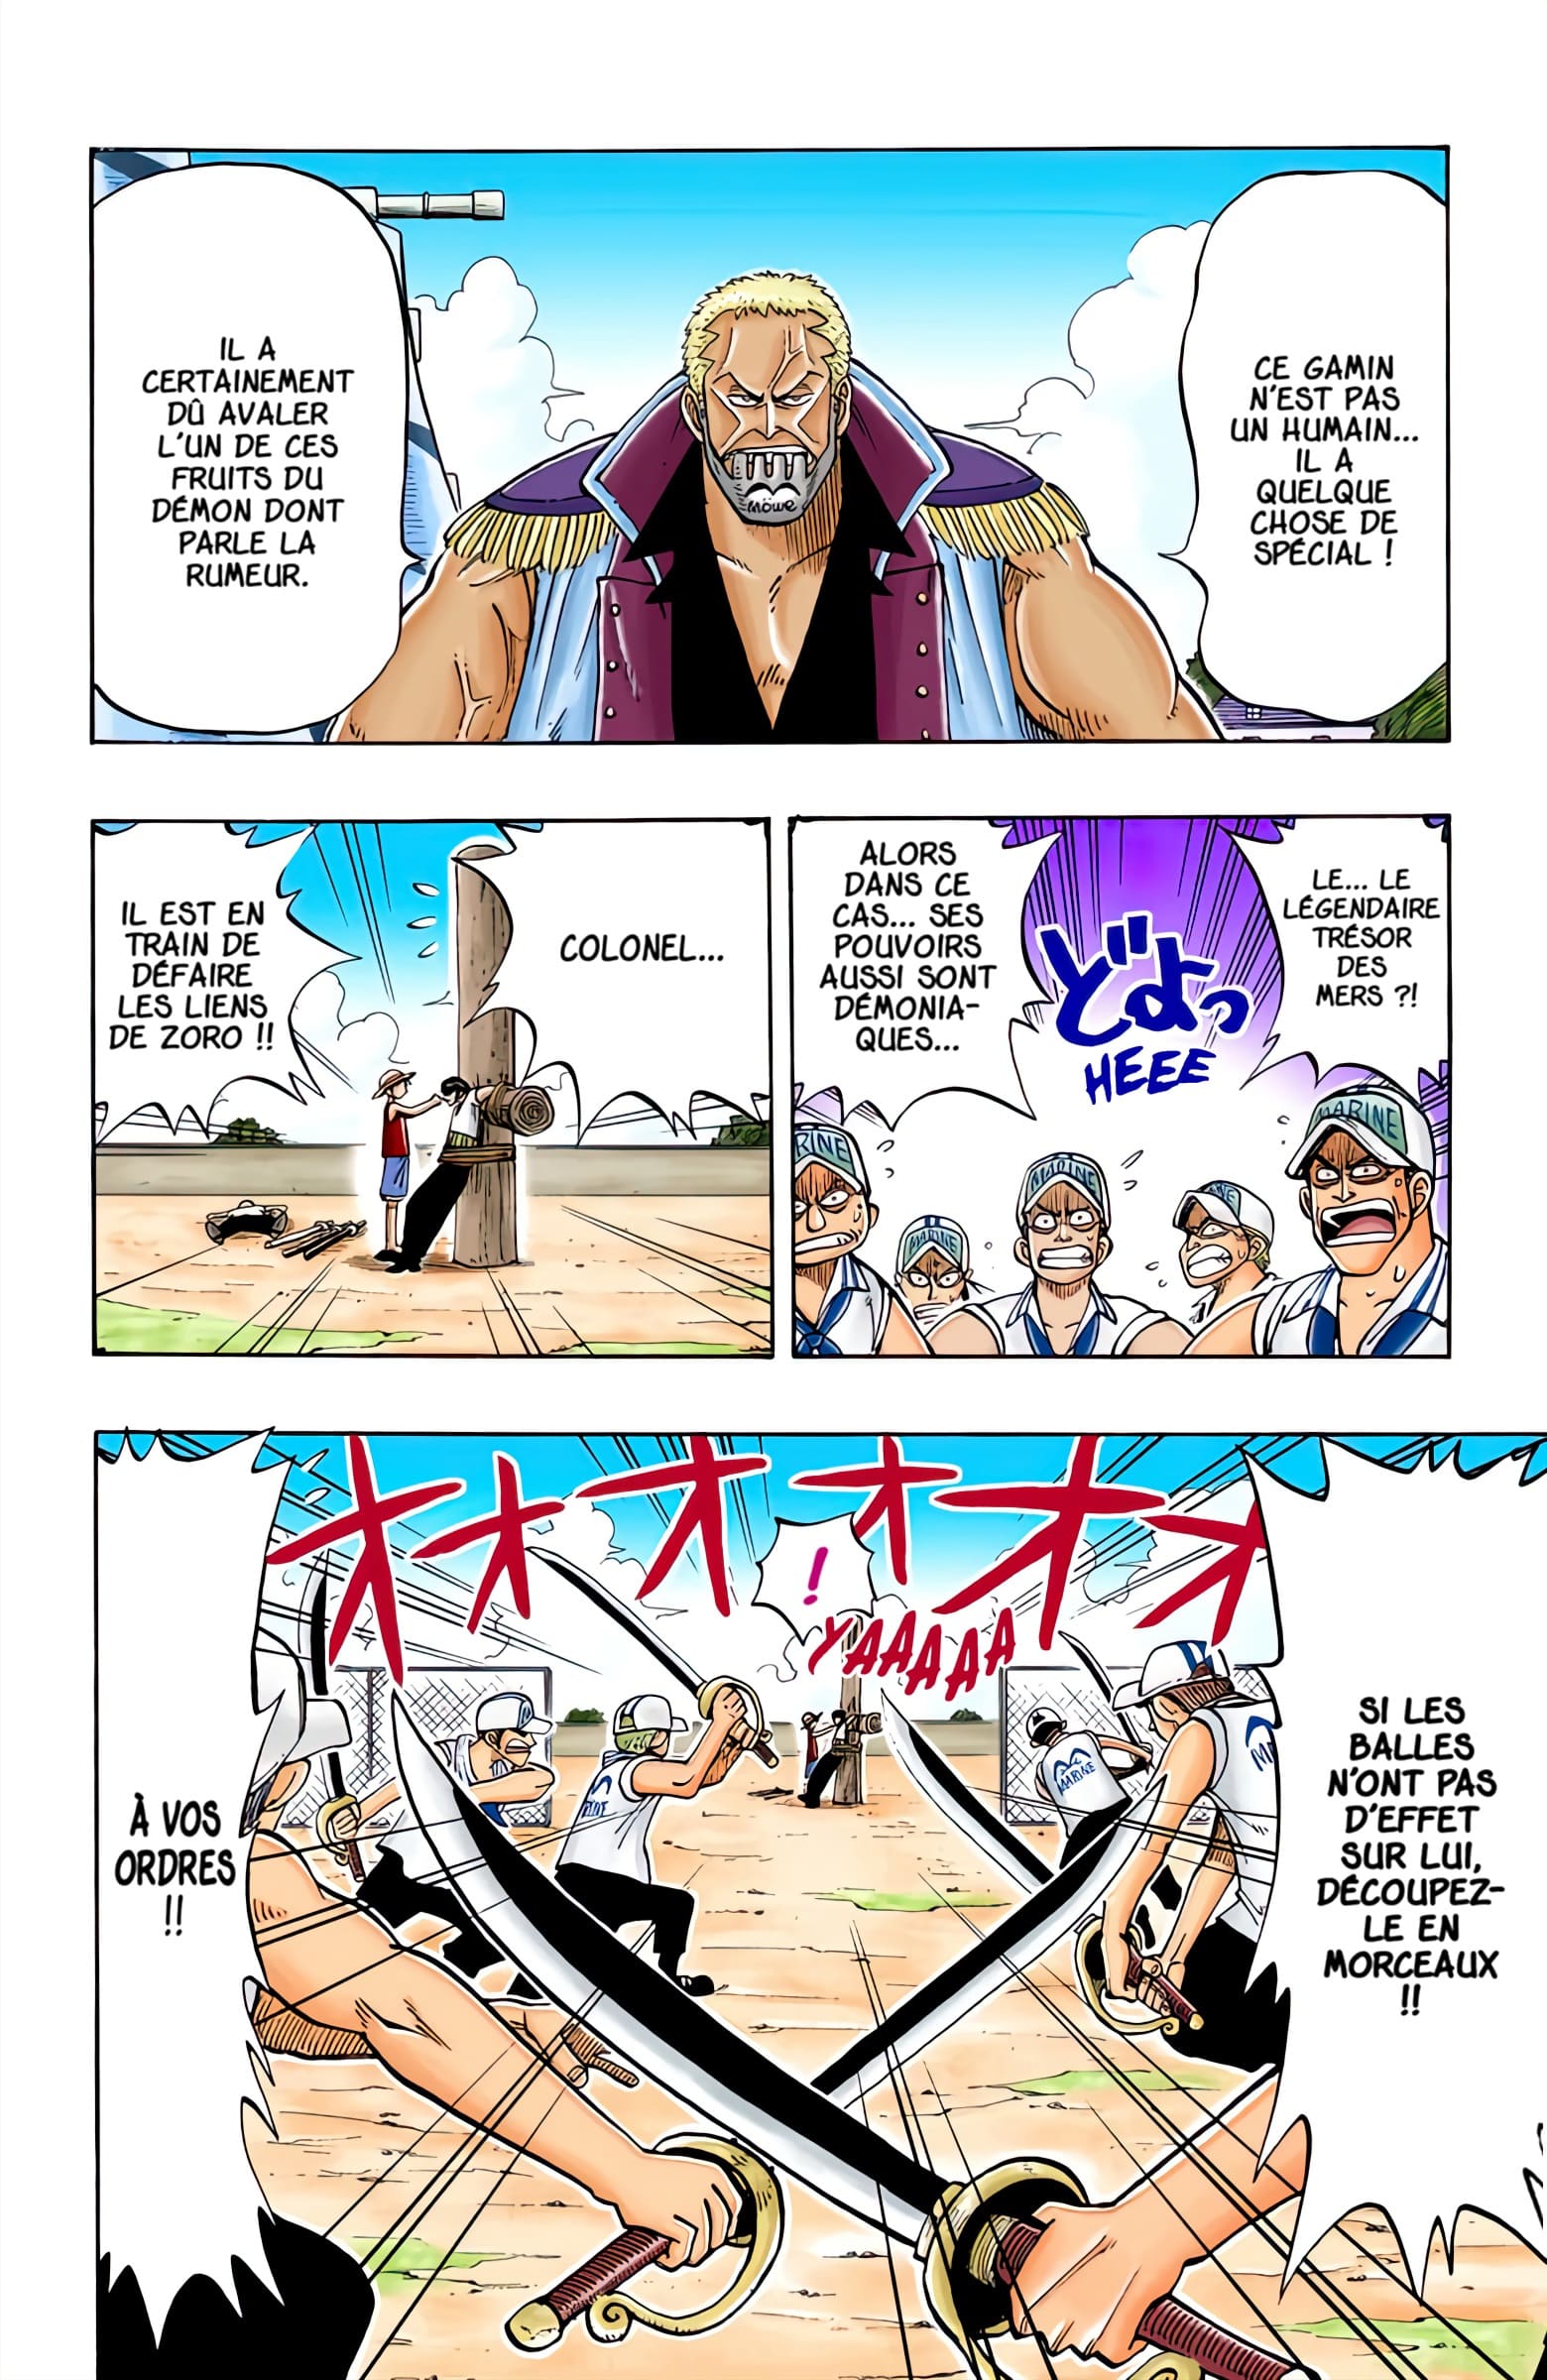 CE GAMIN
N'EST PAS
UN HUMAIN...
IL A
QUELQUE
CHOSE DE
SPÉCIAL !
IL A
CERTAINEMENT
DÛ AVALER
L'UN DE CES
FRUITS DU
DÉMON DONT
PARLE LA
RUMEUR.
möwe
LE... LE
LÉGENDAIRE
TRÉSOR
DES
MERS ?!
どよっ
HEEE
ALORS
DANS CE
CAS... SES
POUVOIRS
AUSSI SONT
DÉMONIA-
QUES...
MARINE
MARINE
MARINE
COLONEL...
IL EST EN
TRAIN DE
DÉFAIRE
LES LIENS
DE ZORO !!
SI LES
BALLES
N'ONT PAS
D'EFFET
SUR LUI,
DÉCOUPEZ-
LE EN
MORCEAUX
!!
オオオオオオ
!
YAAAAA
MARINE
À VOS
ORDRES
!!